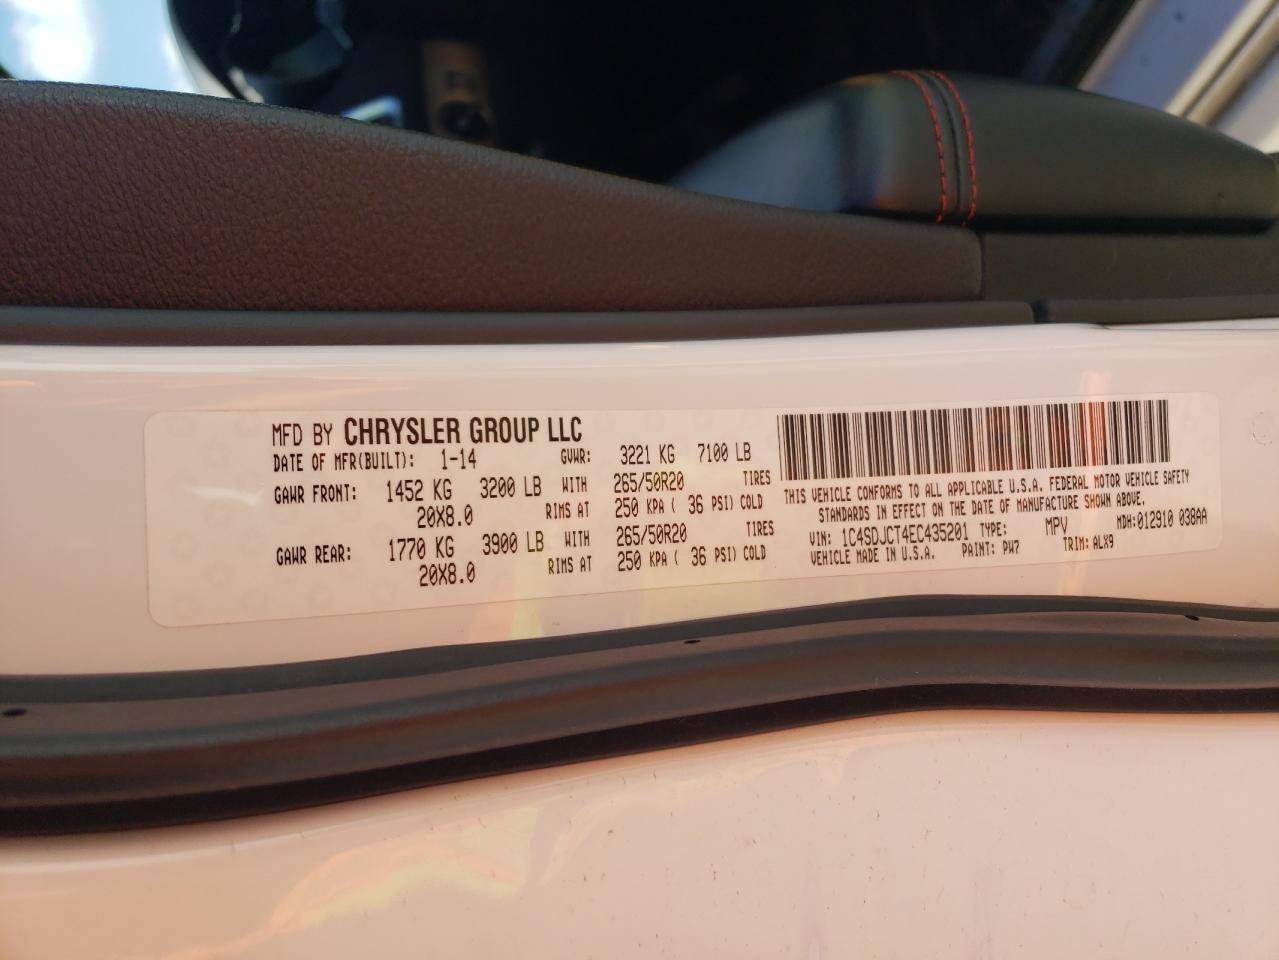 MFD BY CHRYSLER GROUP LLC
DATE OF MFR(BUILT): 1-14 GVWR: 3221 KG 7100 LB
GAWR FRONT: 1452 KG 3200 LB WITH 265/50R20 TIRES
20X8.0 RIMS AT 250 KPA ( 36 PSI) COLD
GAWR REAR: 1770 KG 3900 LB WITH 265/50R20 TIRES
20X8.0 RIMS AT 250 KPA ( 36 PSI) COLD
THIS VEHICLE CONFORMS TO ALL APPLICABLE U.S.A. FEDERAL MOTOR VEHICLE SAFETY
STANDARDS IN EFFECT ON THE DATE OF MANUFACTURE SHOWN ABOVE.
VIN: 1C4SDJCT4EC435201 TYPE: MPV MDH:012910 038AA
VEHICLE MADE IN U.S.A. PAINT: PW7 TRIM: ALX9